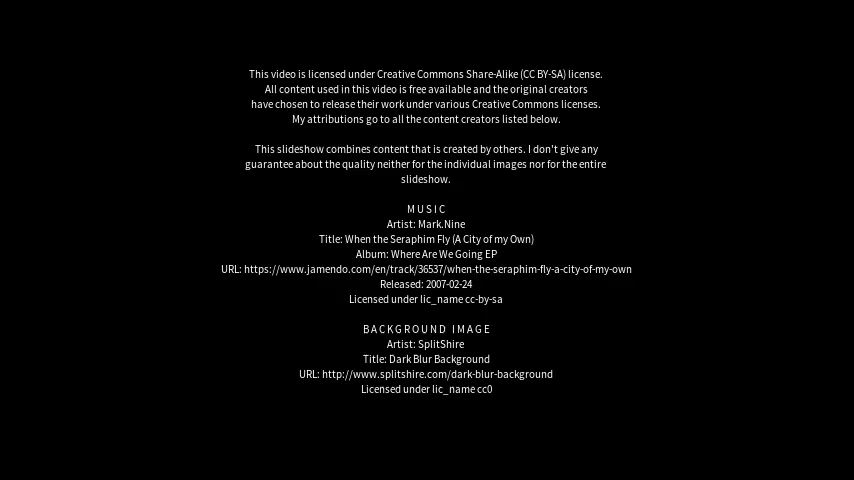 This video is licensed under Creative Commons Share-Alike (CC BY-SA) license.
All content used in this video is free available and the original creators
have chosen to release their work under various Creative Commons licenses.
My attributions go to all the content creators listed below.
This slideshow combines content that is created by others. I don't give any
guarantee about the quality neither for the individual images nor for the entire
slideshow.
M U S I C
Artist: Mark.Nine
Title: When the Seraphim Fly (A City of my Own)
Album: Where Are We Going EP
URL: https://www.jamendo.com/en/track/36537/when-the-seraphim-fly-a-city-of-my-own
Released: 2007-02-24
Licensed under lic_name cc-by-sa
B A C K G R O U N D   I M A G E
Artist: SplitShire
Title: Dark Blur Background
URL: http://www.splitshire.com/dark-blur-background
Licensed under lic_name cc0